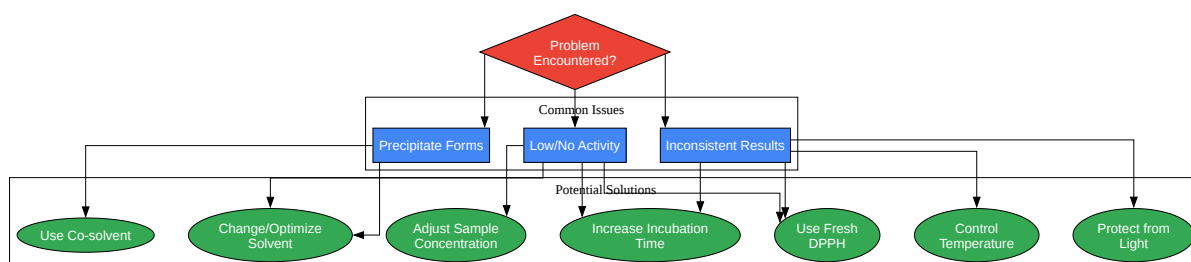 Problem
Encountered?
Common Issues
Precipitate Forms
Low/No Activity
Inconsistent Results
Potential Solutions
Use Co-solvent
Change/Optimize
Solvent
Adjust Sample
Concentration
Increase Incubation
Time
Use Fresh
DPPH
Control
Temperature
Protect from
Light